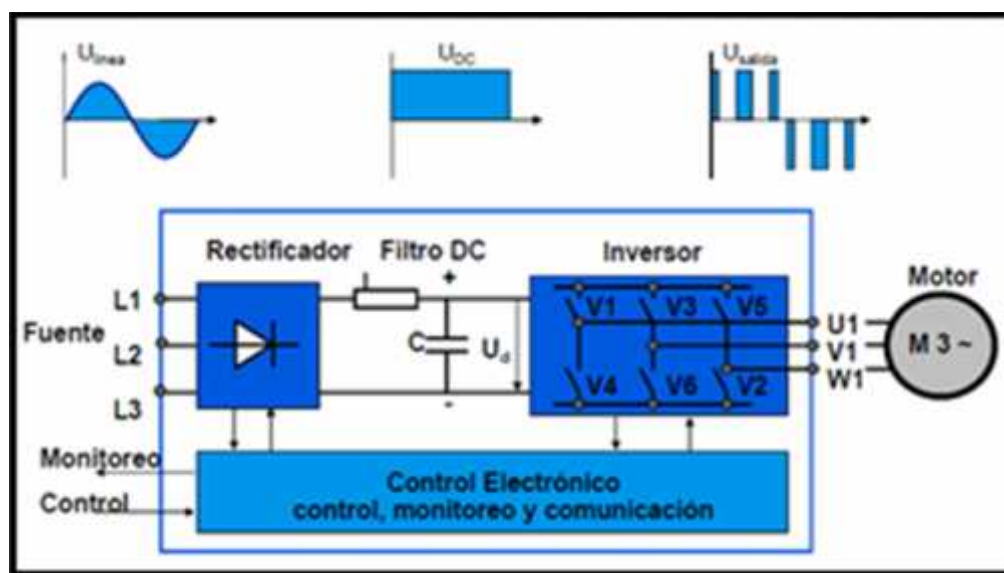 Ulínea
UDC
Usalida
Rectificador
Filtro DC
Inversor
Motor
Fuente
L1
L2
L3
+
C
Ud
-
V1
V3
V5
V4
V6
V2
U1
V1
W1
M 3 ~
Monitoreo
Control
Control Electrónico
control, monitoreo y comunicación